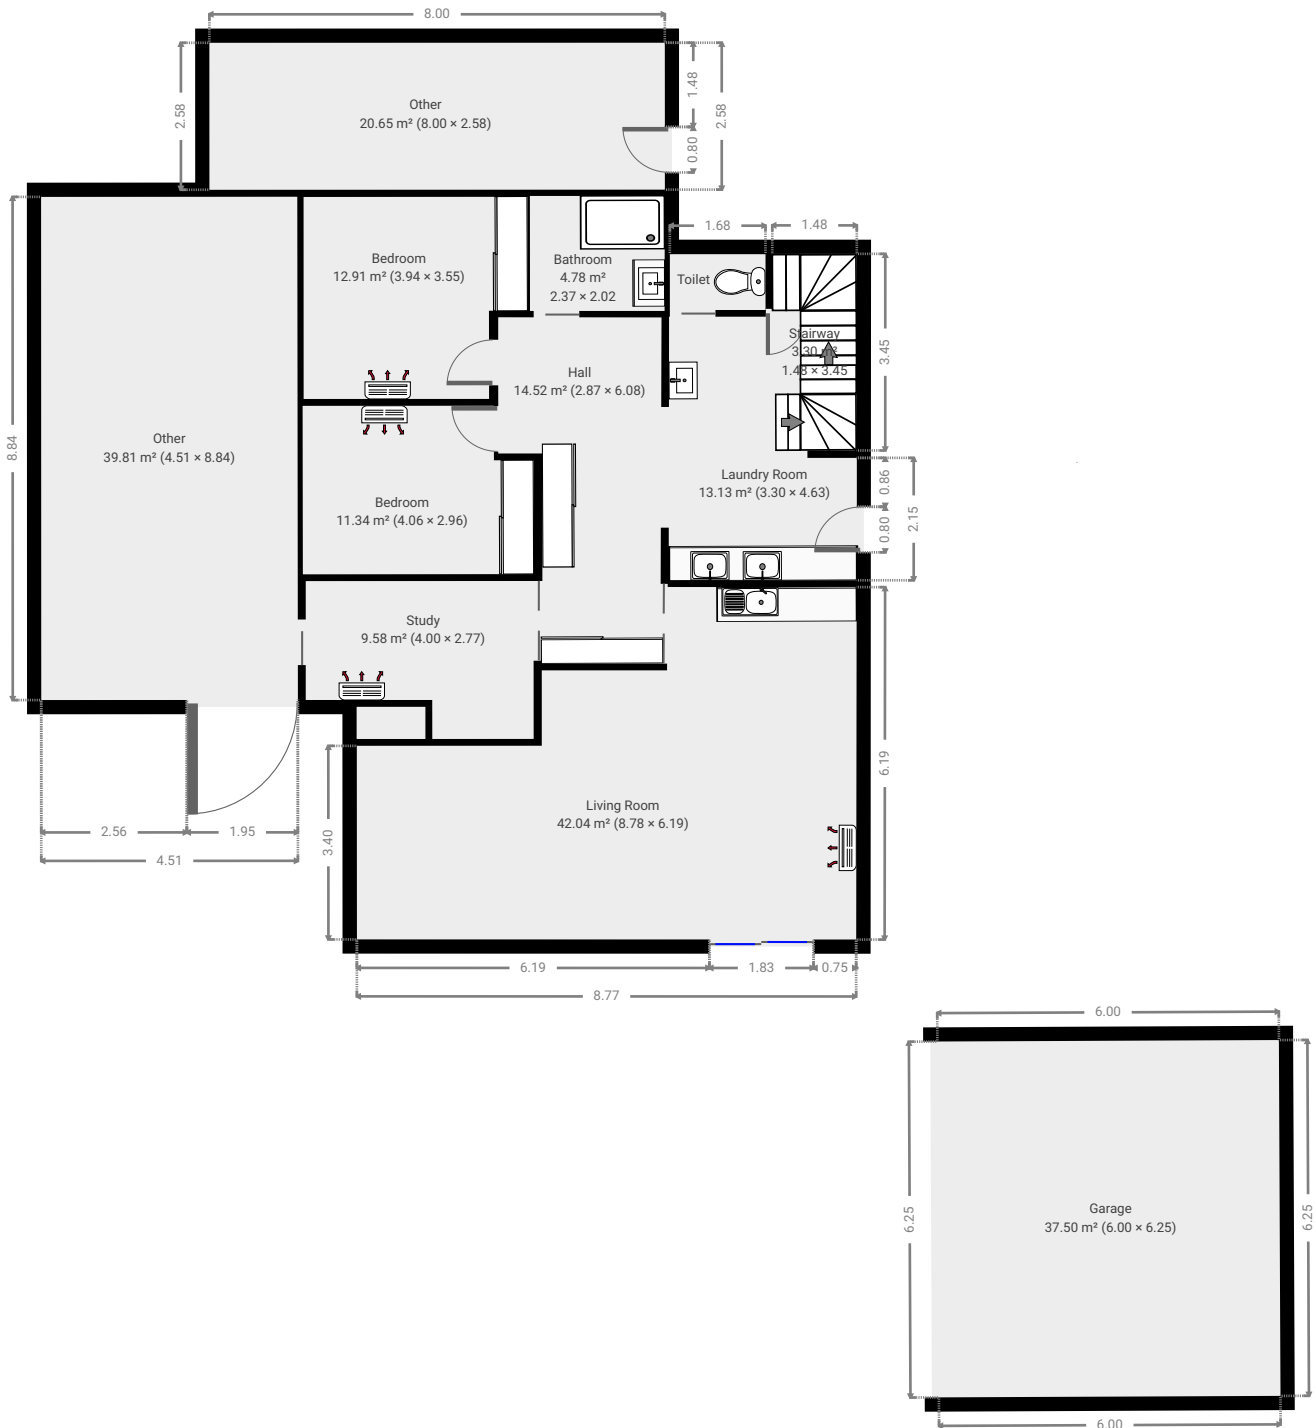 8.00
2.58
1.48
2.58
0.80
Other
20.65 m² (8.00 × 2.58)
1.68
1.48
Bedroom
12.91 m² (3.94 × 3.55)
Bathroom
4.78 m²
2.37 × 2.02
Toilet
Stairway
3.30 m²
1.48 × 3.45
3.45
Hall
14.52 m² (2.87 × 6.08)
8.84
Other
39.81 m² (4.51 × 8.84)
Bedroom
11.34 m² (4.06 × 2.96)
Laundry Room
13.13 m² (3.30 × 4.63)
0.86
0.80
2.15
Study
9.58 m² (4.00 × 2.77)
6.19
Living Room
42.04 m² (8.78 × 6.19)
2.56
1.95
4.51
3.40
6.19
1.83
0.75
8.77
6.00
6.25
6.25
Garage
37.50 m² (6.00 × 6.25)
6.00